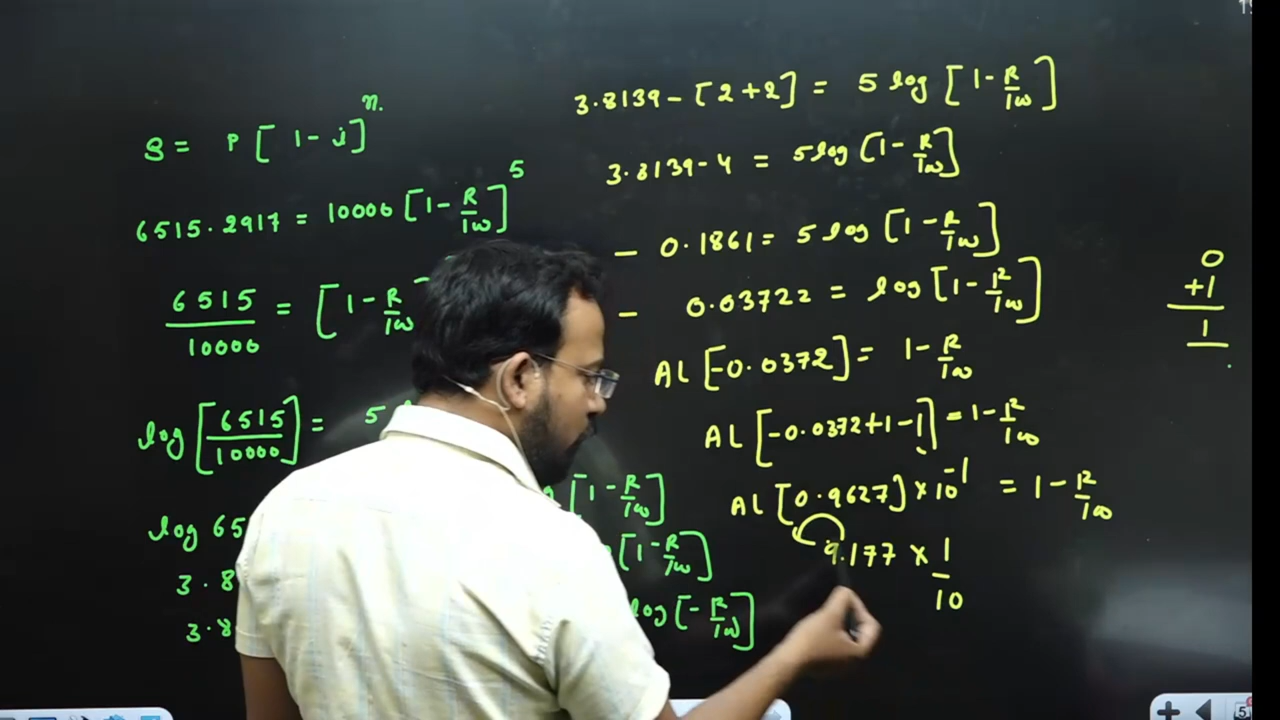 S = P [ 1 - i ]^n.
6515.2917 = 10000 [1 - R/100]^5
6515/10000 = [1 - R/100
log [6515/10000] = 5
log 65
3.8
3.8
[1 - R/100]
[1 - R/100]
log [- R/100]
3.8139 - [2+2] = 5 log [1 - R/100]
3.8139 - 4 = 5 log [1 - R/100]
- 0.1861 = 5 log [1 - R/100]
- 0.03722 = log [1 - R/100]
AL [-0.0372] = 1 - R/100
AL [-0.0372+1-1] = 1 - R/100
AL [0.9627] × 10^-1 = 1 - R/100
9.177 × 1/10
0
+1
1